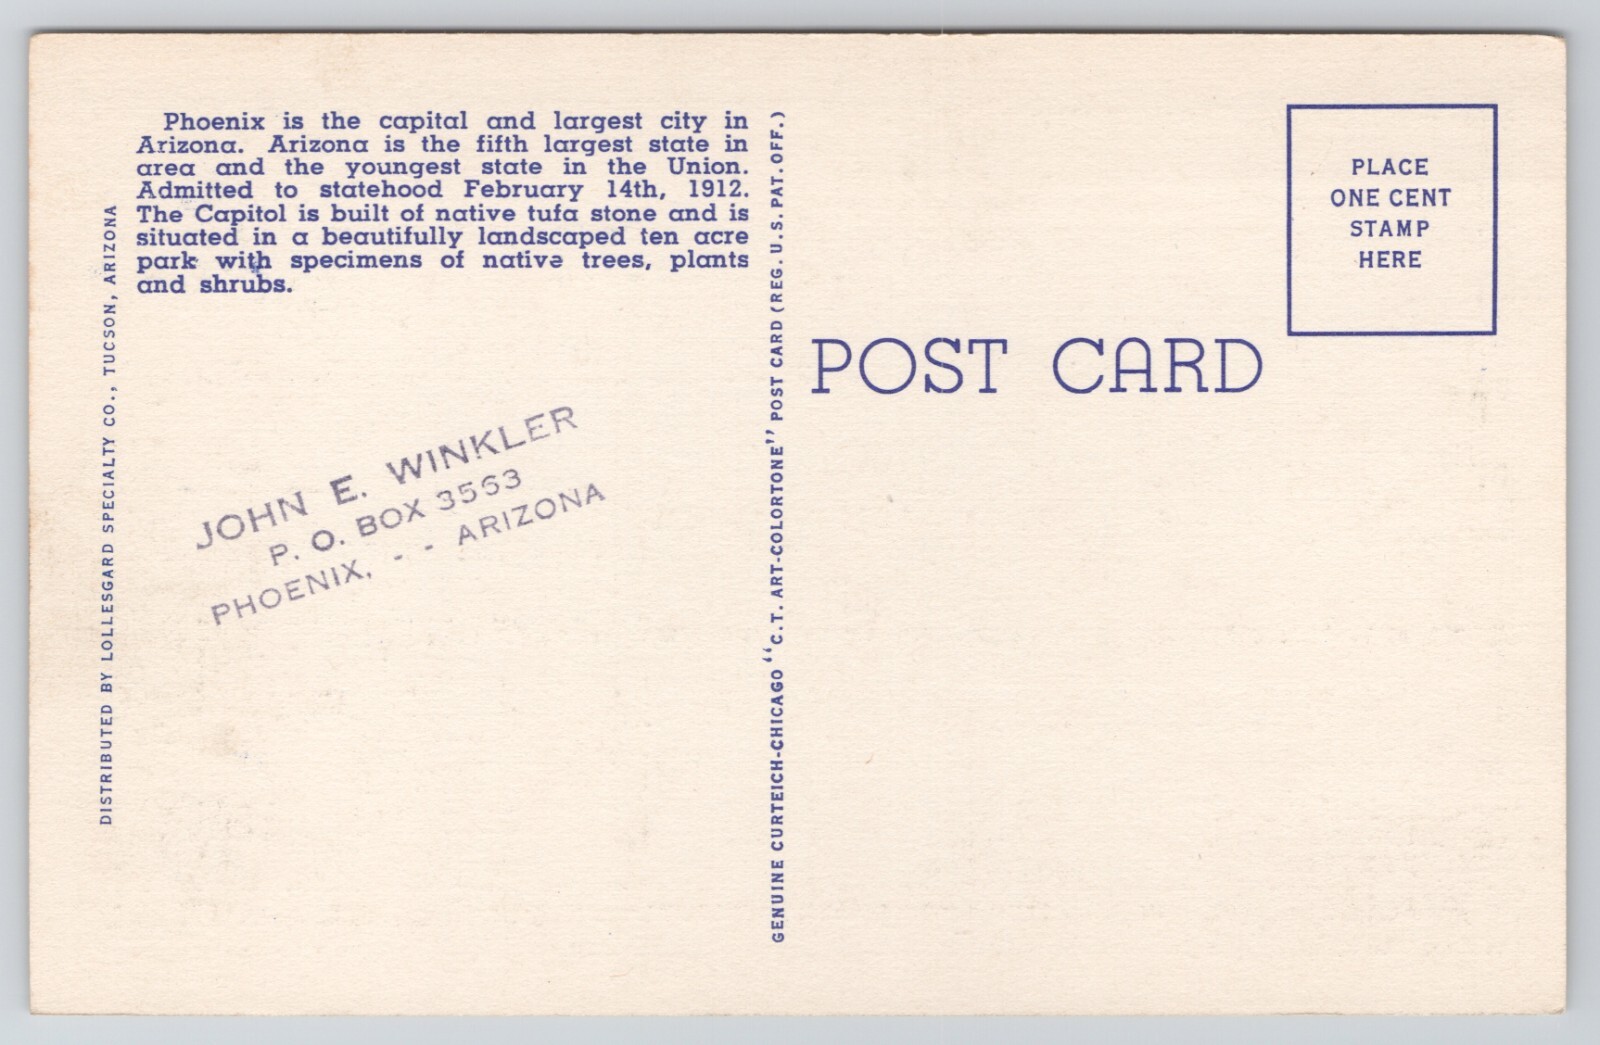 Phoenix is the capital and largest city in
Arizona. Arizona is the fifth largest state in
area and the youngest state in the Union.
Admitted to statehood February 14th, 1912.
The Capitol is built of native tufa stone and is
situated in a beautifully landscaped ten acre
park with specimens of native trees, plants
and shrubs.
DISTRIBUTED BY LOLLESGARD SPECIALTY CO., TUCSON, ARIZONA
JOHN E. WINKLER
P. O. BOX 3563
PHOENIX, - - ARIZONA
GENUINE CURTEICH-CHICAGO "C.T. ART-COLORTONE" POST CARD (REG. U.S. PAT. OFF.)
POST CARD
PLACE
ONE CENT
STAMP
HERE